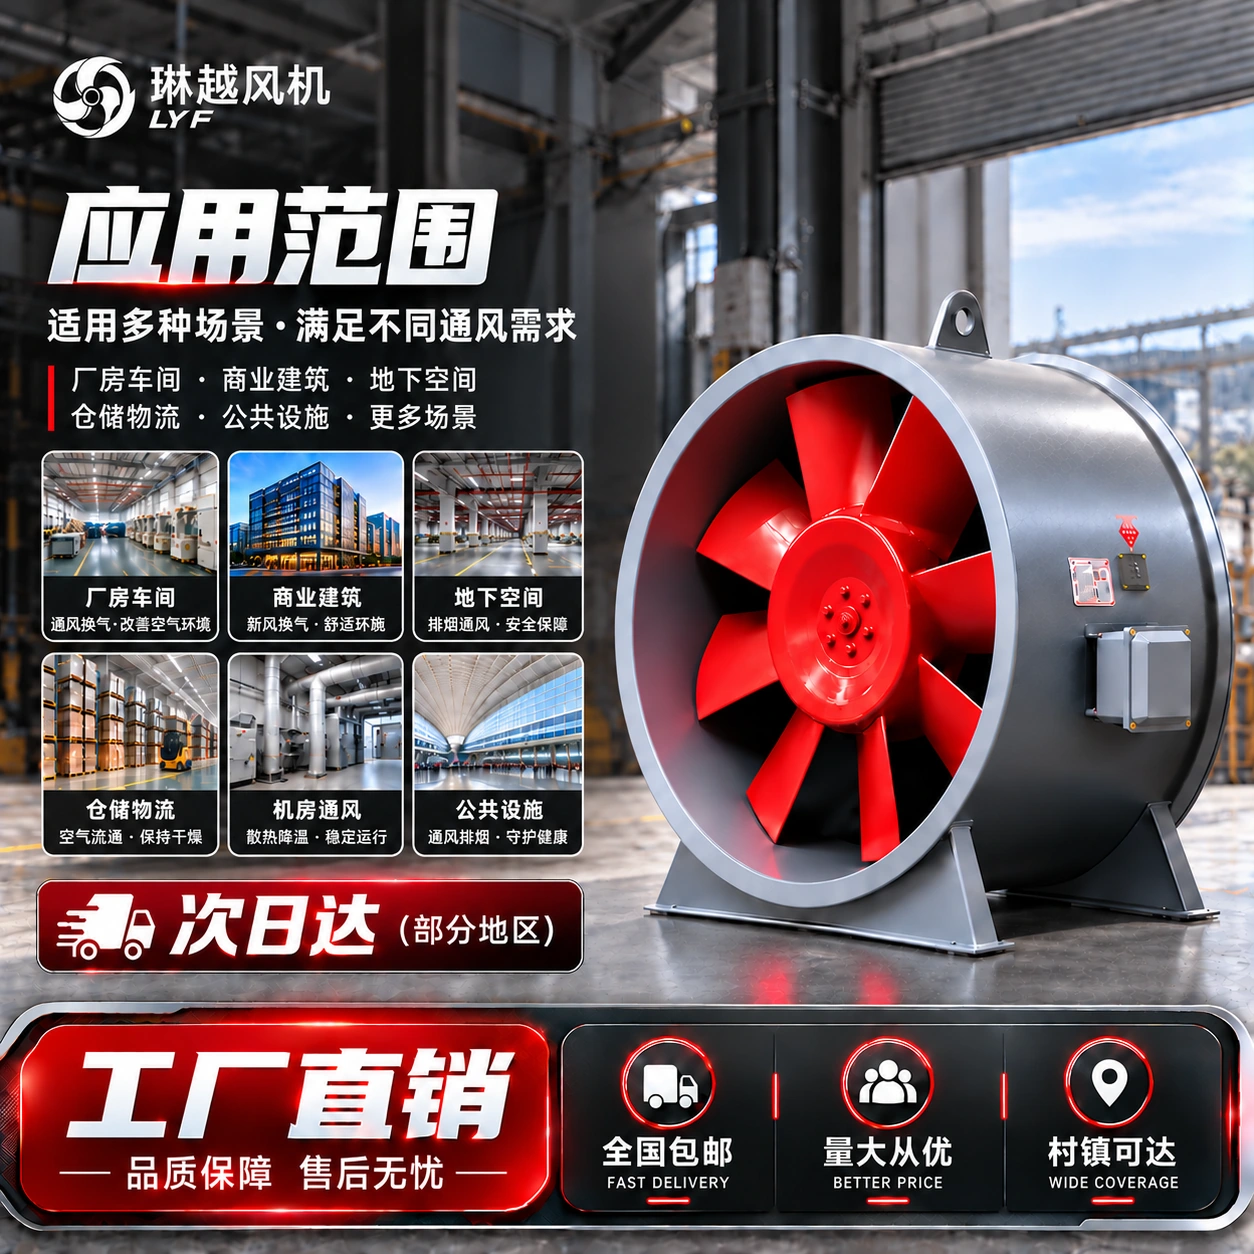 琳越风机
LYF
应用范围
适用多种场景·满足不同通风需求
厂房车间 · 商业建筑 · 地下空间
仓储物流 · 公共设施 · 更多场景
厂房车间
通风换气·改善空气环境
商业建筑
新风换气·舒适环施
地下空间
排烟通风·安全保障
仓储物流
空气流通·保持干燥
机房通风
散热降温·稳定运行
公共设施
通风排烟·守护健康
次日达(部分地区)
工厂直销
品质保障 售后无忧
全国包邮
FAST DELIVERY
量大从优
BETTER PRICE
村镇可达
WIDE COVERAGE